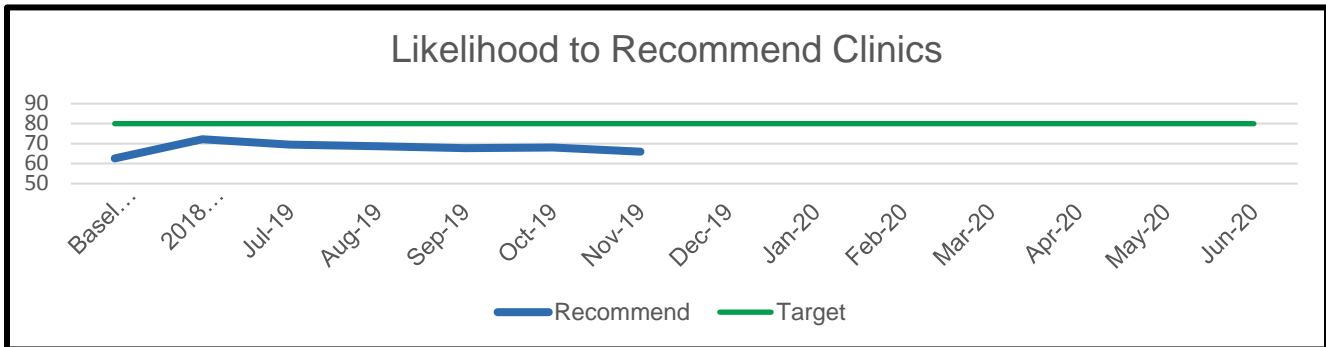 Likelihood to Recommend Clinics
90
80
70
60
50
Basel...
2018...
Jul-19
Aug-19
Sep-19
Oct-19
Nov-19
Dec-19
Jan-20
Feb-20
Mar-20
Apr-20
May-20
Jun-20
Recommend
Target